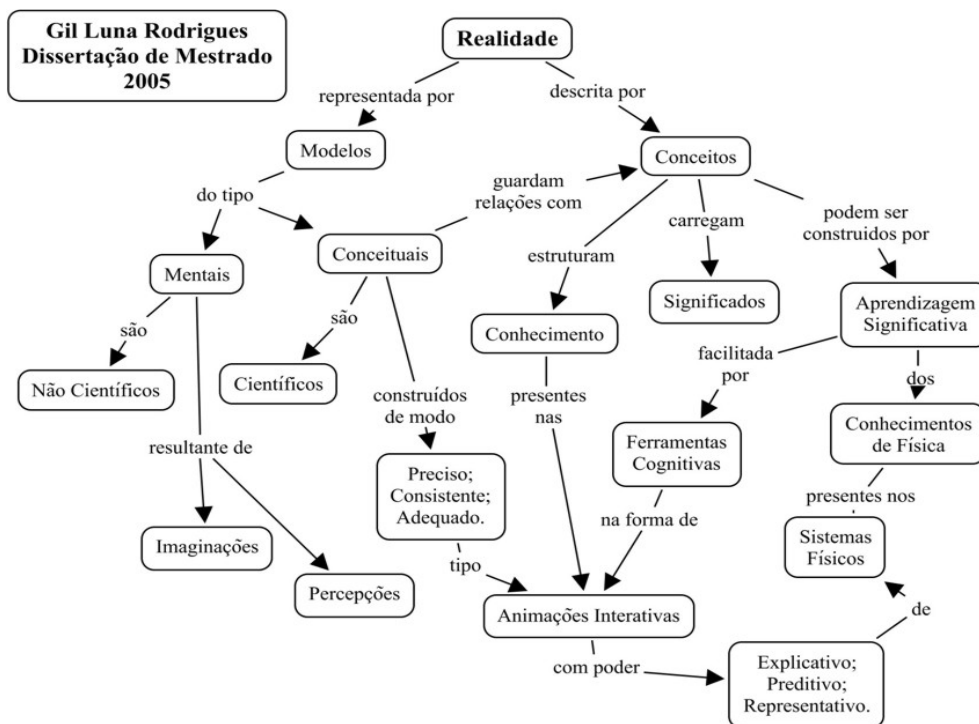 Gil Luna Rodrigues
Dissertação de Mestrado
2005
Realidade
representada por
descrita por
Modelos
Conceitos
do tipo
guardam
relações com
carregam
podem ser
construidos por
Mentais
Conceituais
estruturam
Significados
Aprendizagem
Significativa
são
são
Conhecimento
facilitada
por
dos
Não Científicos
Científicos
construídos
de modo
presentes
nas
Ferramentas
Cognitivas
Conhecimentos
de Física
resultante de
Preciso;
Consistente;
Adequado.
na forma de
presentes nos
Imaginações
tipo
Sistemas
Físicos
Percepções
Animações Interativas
de
com poder
Explicativo;
Preditivo;
Representativo.